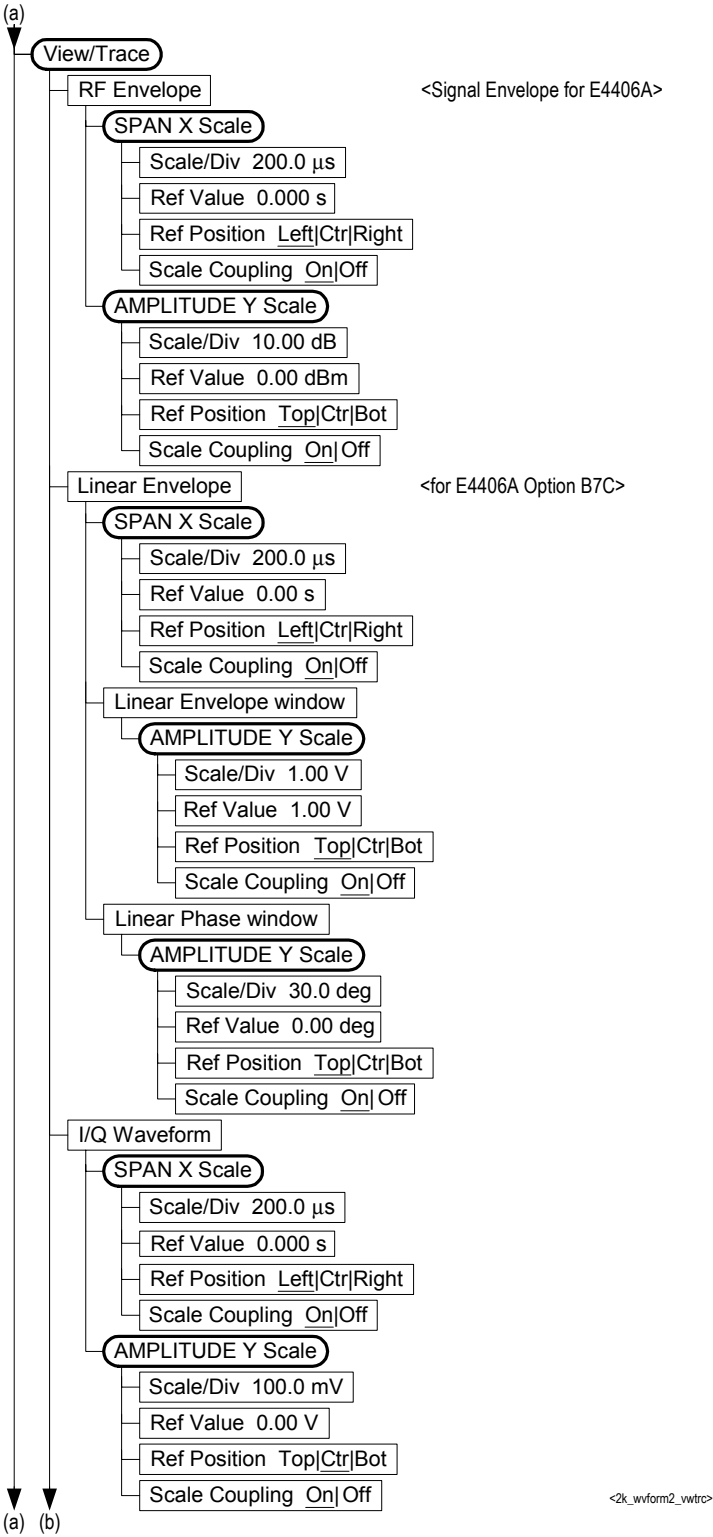 (a)
View/Trace
RF Envelope <Signal Envelope for E4406A>
SPAN X Scale
Scale/Div 200.0 μs
Ref Value 0.000 s
Ref Position Left|Ctr|Right
Scale Coupling On|Off
AMPLITUDE Y Scale
Scale/Div 10.00 dB
Ref Value 0.00 dBm
Ref Position Top|Ctr|Bot
Scale Coupling On|Off
Linear Envelope <for E4406A Option B7C>
SPAN X Scale
Scale/Div 200.0 μs
Ref Value 0.00 s
Ref Position Left|Ctr|Right
Scale Coupling On|Off
Linear Envelope window
AMPLITUDE Y Scale
Scale/Div 1.00 V
Ref Value 1.00 V
Ref Position Top|Ctr|Bot
Scale Coupling On|Off
Linear Phase window
AMPLITUDE Y Scale
Scale/Div 30.0 deg
Ref Value 0.00 deg
Ref Position Top|Ctr|Bot
Scale Coupling On|Off
I/Q Waveform
SPAN X Scale
Scale/Div 200.0 μs
Ref Value 0.000 s
Ref Position Left|Ctr|Right
Scale Coupling On|Off
AMPLITUDE Y Scale
Scale/Div 100.0 mV
Ref Value 0.00 V
Ref Position Top|Ctr|Bot
Scale Coupling On|Off <2k_wvform2_vwtrc>
(a) (b)